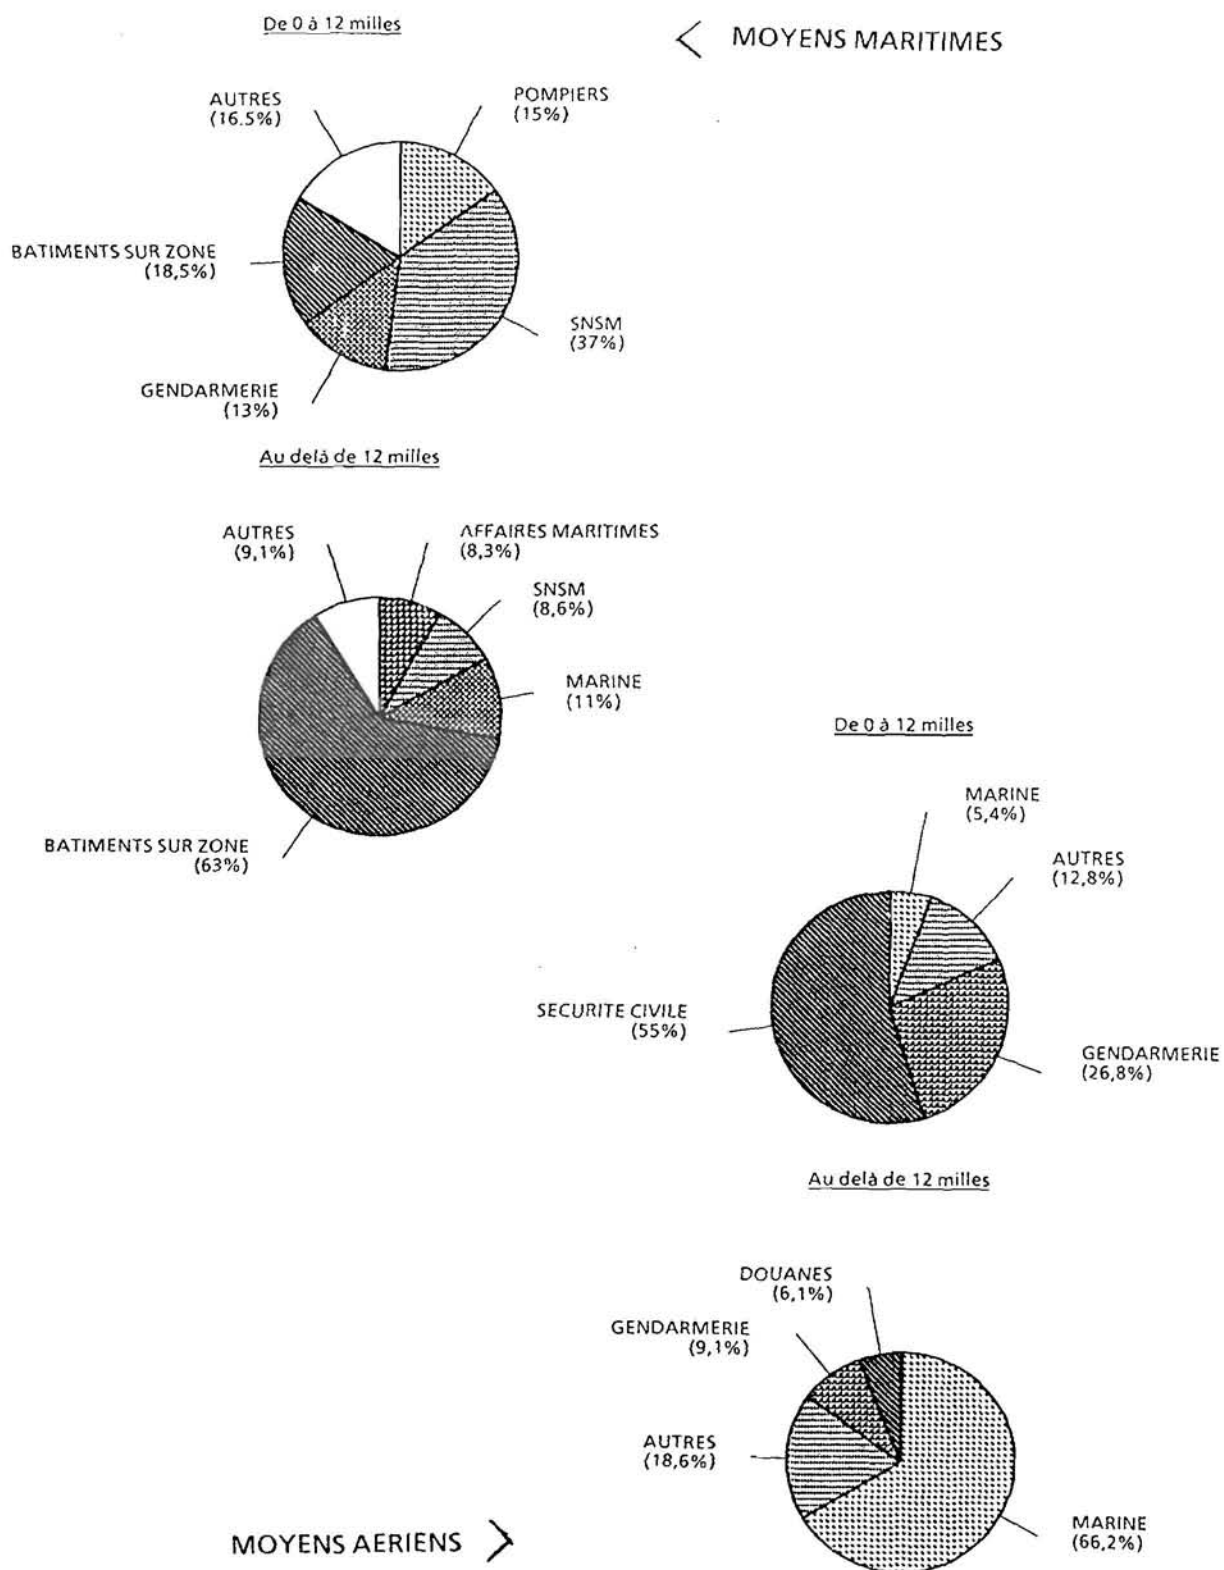 De 0 à 12 milles
< MOYENS MARITIMES
AUTRES
(16.5%)
POMPIERS
(15%)
BATIMENTS SUR ZONE
(18,5%)
SNSM
(37%)
GENDARMERIE
(13%)
Au delà de 12 milles
AUTRES
(9,1%)
AFFAIRES MARITIMES
(8,3%)
SNSM
(8,6%)
MARINE
(11%)
BATIMENTS SUR ZONE
(63%)
De 0 à 12 milles
MARINE
(5,4%)
AUTRES
(12,8%)
SECURITE CIVILE
(55%)
GENDARMERIE
(26,8%)
Au delà de 12 milles
DOUANES
(6,1%)
GENDARMERIE
(9,1%)
AUTRES
(18,6%)
MARINE
(66,2%)
MOYENS AERIENS >